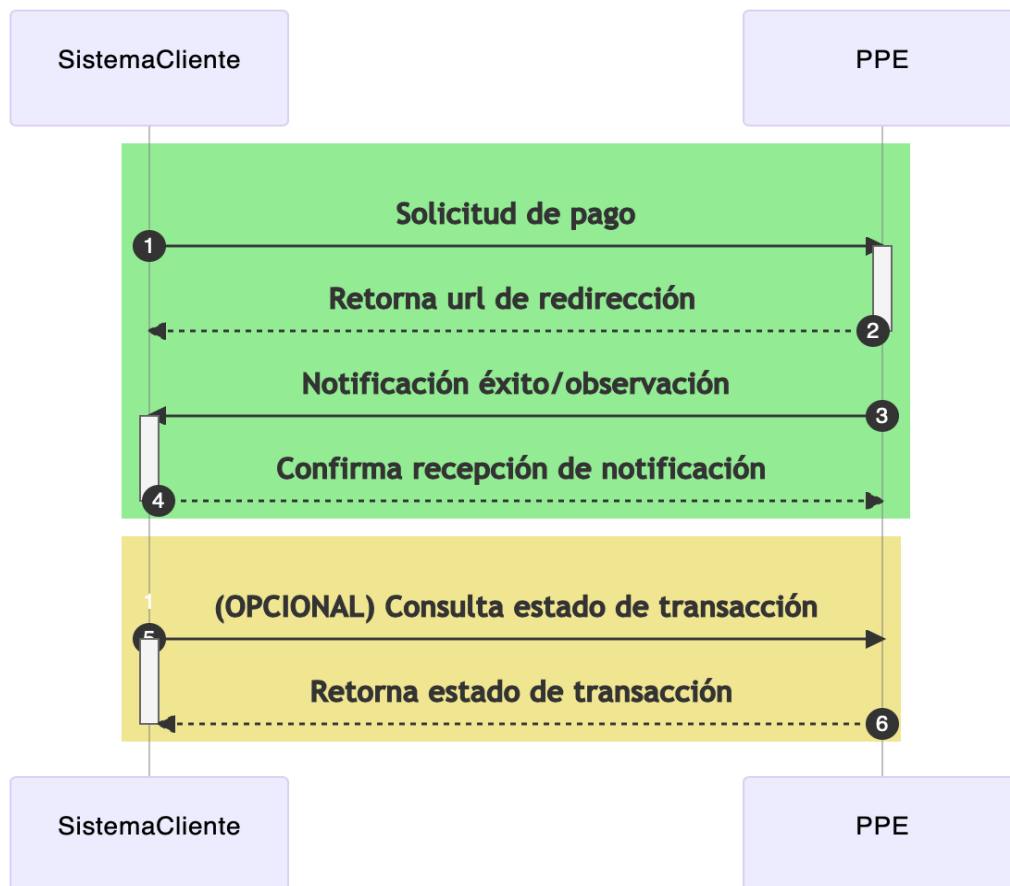 SistemaCliente PPE
Solicitud de pago
1
Retorna url de redirección
2
Notificación éxito/observación
3
Confirma recepción de notificación
4
1
(OPCIONAL) Consulta estado de transacción
5
Retorna estado de transacción
6
SistemaCliente PPE